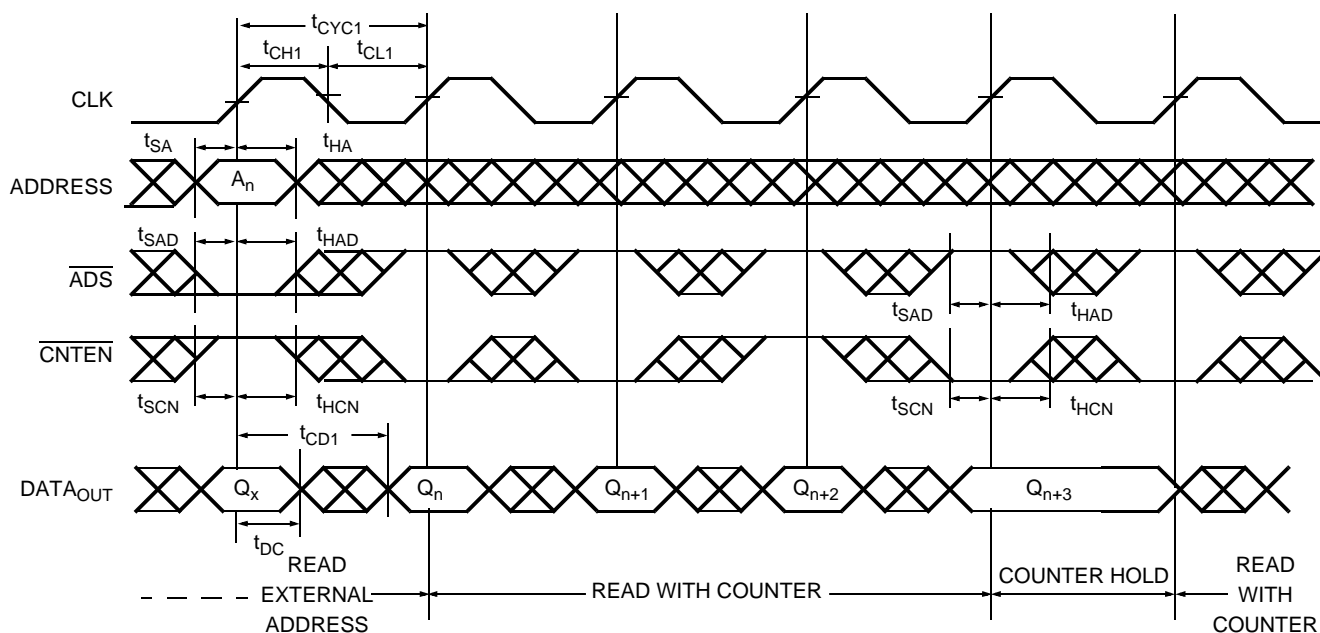 tCYC1
tCH1 tCL1
CLK
tSA tHA
ADDRESS An
tSAD tHAD
ADS
tSAD tHAD
CNTEN
tSCN tHCN
tSCN tHCN
tCD1
DATAOUT Qx Qn Qn+1 Qn+2 Qn+3
tDC
READ EXTERNAL ADDRESS
READ WITH COUNTER
COUNTER HOLD
READ WITH COUNTER